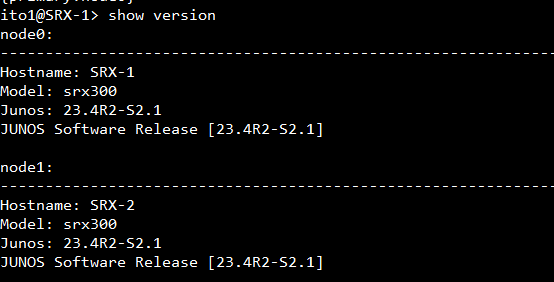 {primary:node0}
ito1@SRX-1> show version
node0:
--------------------------------------------------------------------------
Hostname: SRX-1
Model: srx300
Junos: 23.4R2-S2.1
JUNOS Software Release [23.4R2-S2.1]
node1:
--------------------------------------------------------------------------
Hostname: SRX-2
Model: srx300
Junos: 23.4R2-S2.1
JUNOS Software Release [23.4R2-S2.1]